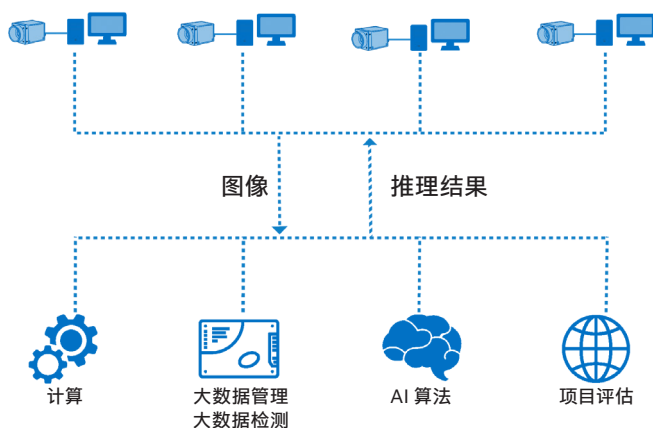 图像
推理结果
计算
大数据管理
大数据检测
AI 算法
项目评估